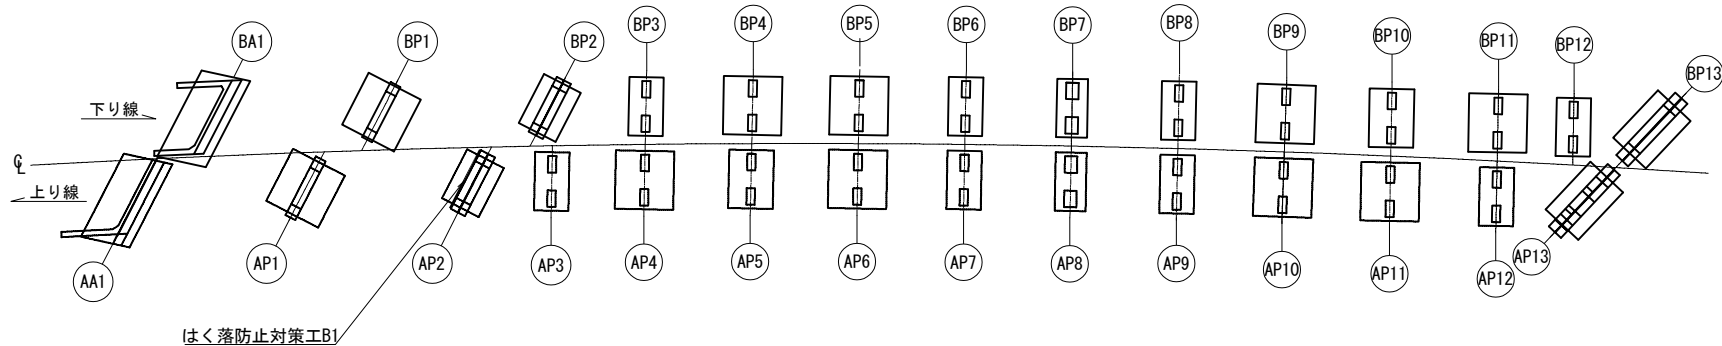 BA1
BP1
BP2
BP3
BP4
BP5
BP6
BP7
BP8
BP9
BP10
BP11
BP12
BP13
下り線
℄
上り線
AA1
AP1
AP2
AP3
AP4
AP5
AP6
AP7
AP8
AP9
AP10
AP11
AP12
AP13
はく落防止対策工B1